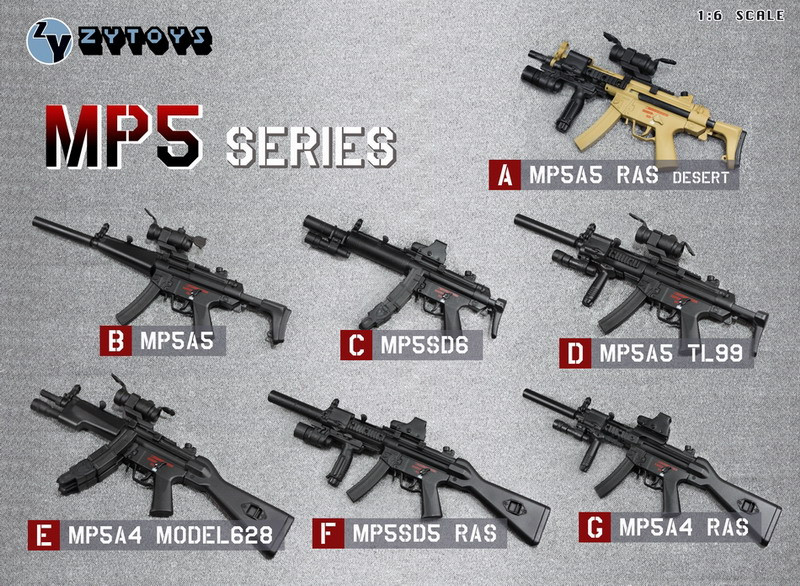 1:6 SCALE
ZY ZYTOYS
MP5 SERIES
A MP5A5 RAS DESERT
B MP5A5
C MP5SD6
D MP5A5 TL99
E MP5A4 MODEL628
F MP5SD5 RAS
G MP5A4 RAS